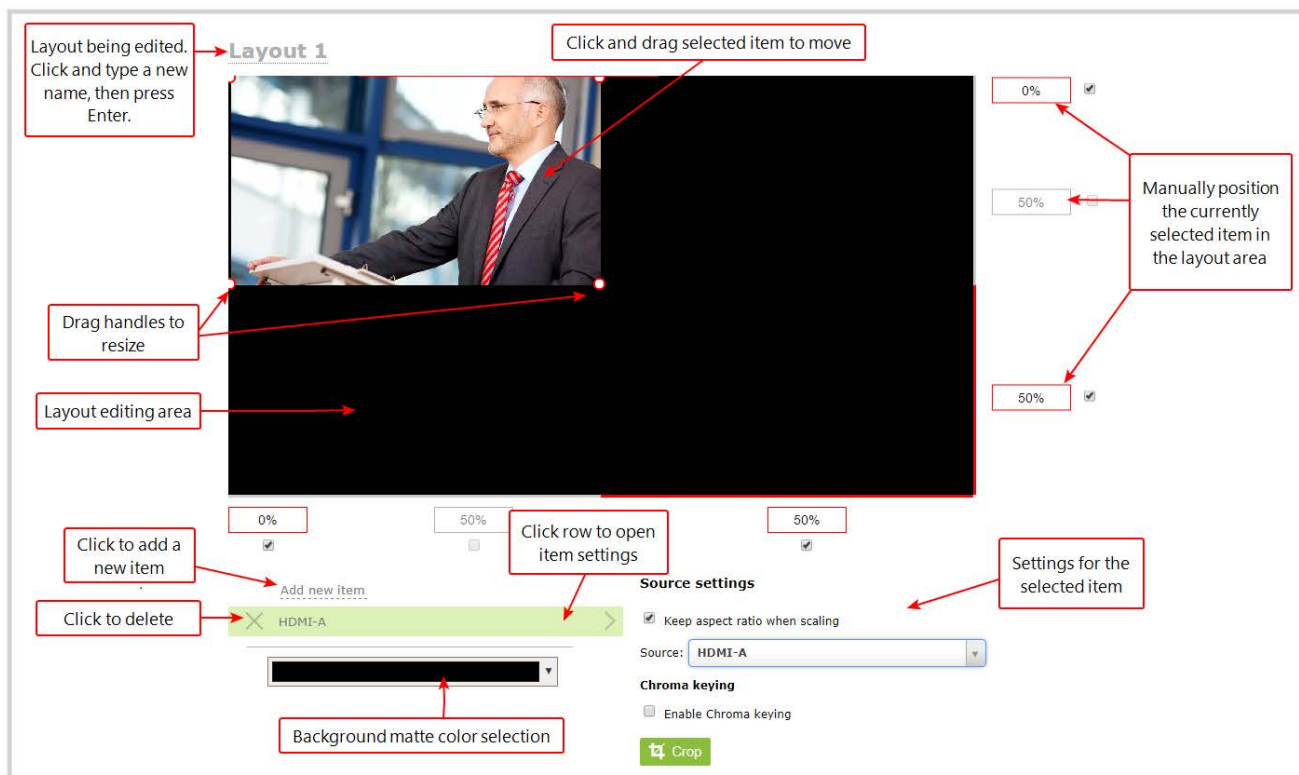 Layout being edited.
Click and type a new
name, then press
Enter.
Layout 1
Click and drag selected item to move
0%
50%
Manually position
the currently
selected item in
the layout area
50%
Drag handles to
resize
Layout editing area
0%
50%
50%
Click to add a
new item
Click row to open
item settings
Settings for the
selected item
Add new item
Click to delete
HDMI-A
Background matte color selection
Source settings
Keep aspect ratio when scaling
Source: HDMI-A
Chroma keying
Enable Chroma keying
Crop